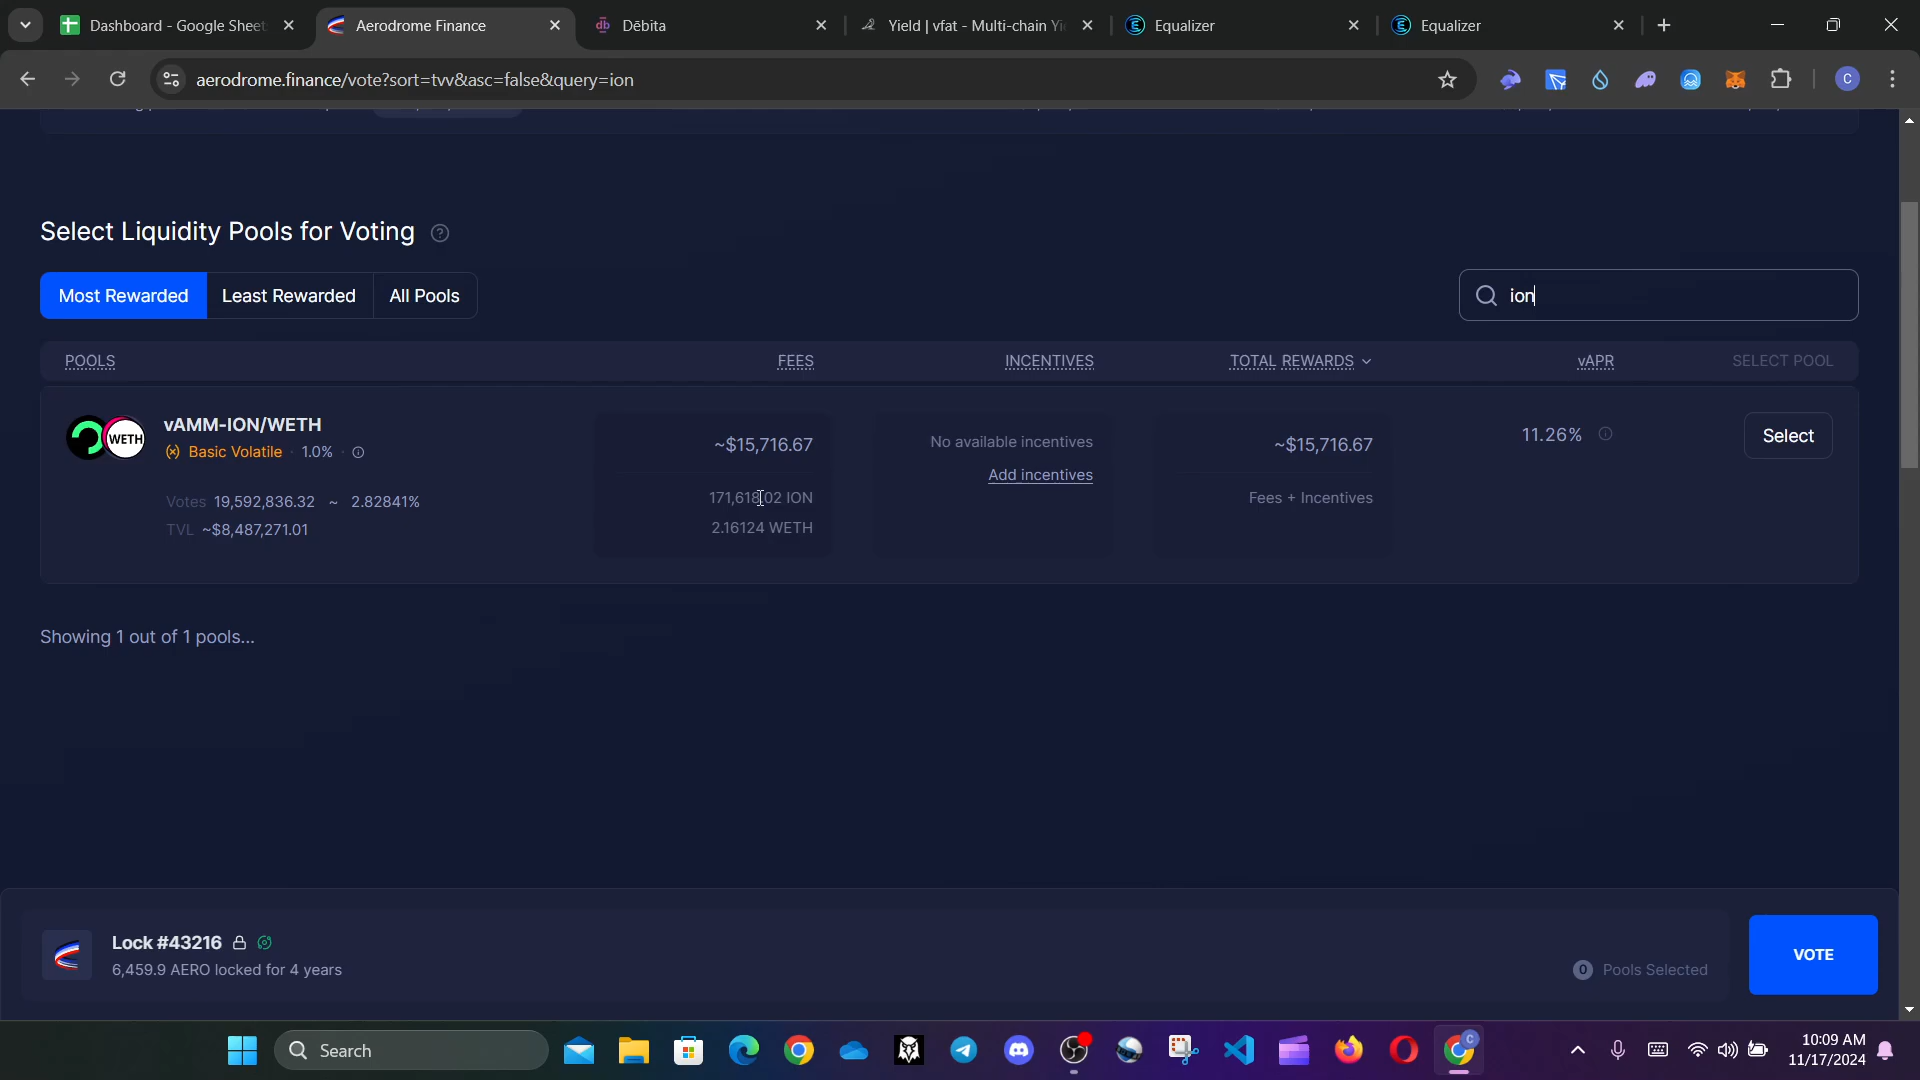 Dashboard - Google Sheet
Aerodrome Finance
Dēbita
Yield | vfat - Multi-chain Yi
Equalizer
Equalizer
aerodrome.finance/vote?sort=tvv&asc=false&query=ion
C
Select Liquidity Pools for Voting ?
Most Rewarded
Least Rewarded
All Pools
ion
POOLS
FEES
INCENTIVES
TOTAL REWARDS
vAPR
SELECT POOL
WETH
vAMM-ION/WETH
Basic Volatile · 1.0% ·
Votes 19,592,836.32 ~ 2.82841%
TVL ~$8,487,271.01
~$15,716.67
171,618.02 ION
2.16124 WETH
No available incentives
Add incentives
~$15,716.67
Fees + Incentives
11.26%
Select
Showing 1 out of 1 pools...
Lock #43216
6,459.9 AERO locked for 4 years
0 Pools Selected
VOTE
Search
C
10:09 AM
11/17/2024